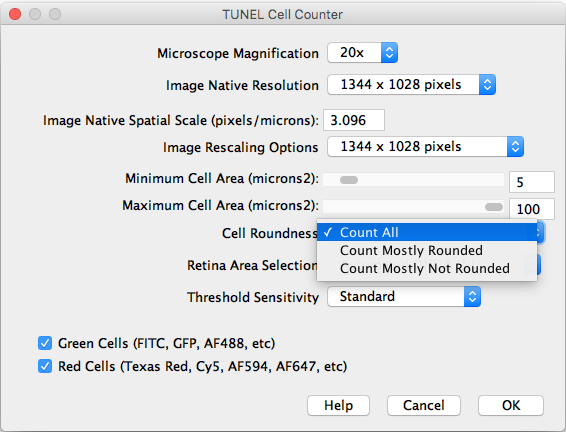 TUNEL Cell Counter
Microscope Magnification 20x
Image Native Resolution 1344 x 1028 pixels
Image Native Spatial Scale (pixels/microns): 3.096
Image Rescaling Options 1344 x 1028 pixels
Minimum Cell Area (microns2): 5
Maximum Cell Area (microns2): 100
Cell Roundness ✓ Count All
Count Mostly Rounded
Retina Area Selection Count Mostly Not Rounded
Threshold Sensitivity Standard
Green Cells (FITC, GFP, AF488, etc)
Red Cells (Texas Red, Cy5, AF594, AF647, etc)
Help Cancel OK